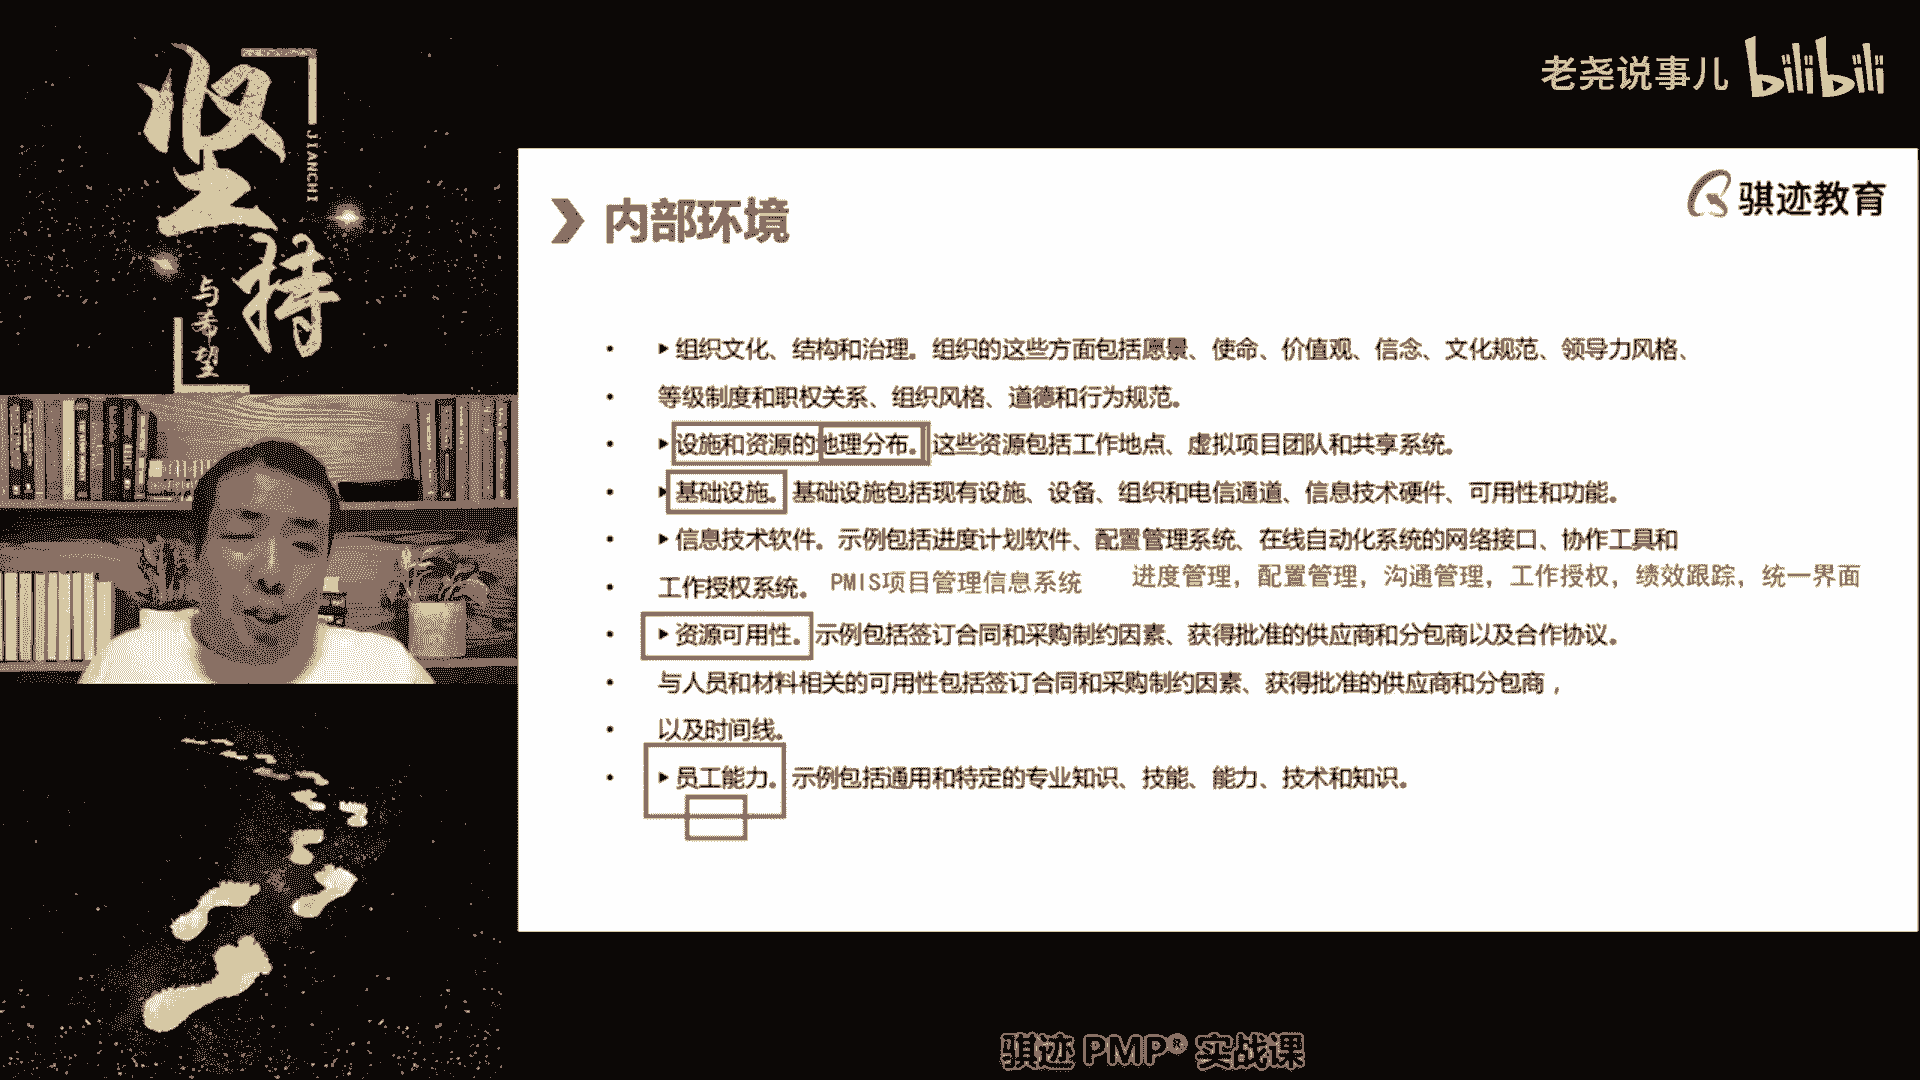 坚持
JIANCHI
与希望
老尧说事儿 bilibili
骐迹教育
内部环境
• ▶组织文化、结构和治理。组织的这些方面包括愿景、使命、价值观、信念、文化规范、领导力风格、
• 等级制度和职权关系、组织风格、道德和行为规范。
• ▶设施和资源的地理分布。这些资源包括工作地点、虚拟项目团队和共享系统。
• ▶基础设施。基础设施包括现有设施、设备、组织和电信通道、信息技术硬件、可用性和功能。
• ▶信息技术软件。示例包括进度计划软件、配置管理系统、在线自动化系统的网络接口、协作工具和
• 工作授权系统。 PMIS项目管理信息系统 进度管理，配置管理，沟通管理，工作授权，绩效跟踪，统一界面
• ▶资源可用性。示例包括签订合同和采购制约因素、获得批准的供应商和分包商以及合作协议。
• 与人员和材料相关的可用性包括签订合同和采购制约因素、获得批准的供应商和分包商，
• 以及时间线。
• ▶员工能力。示例包括通用和特定的专业知识、技能、能力、技术和知识。
骐迹 PMP® 实战课